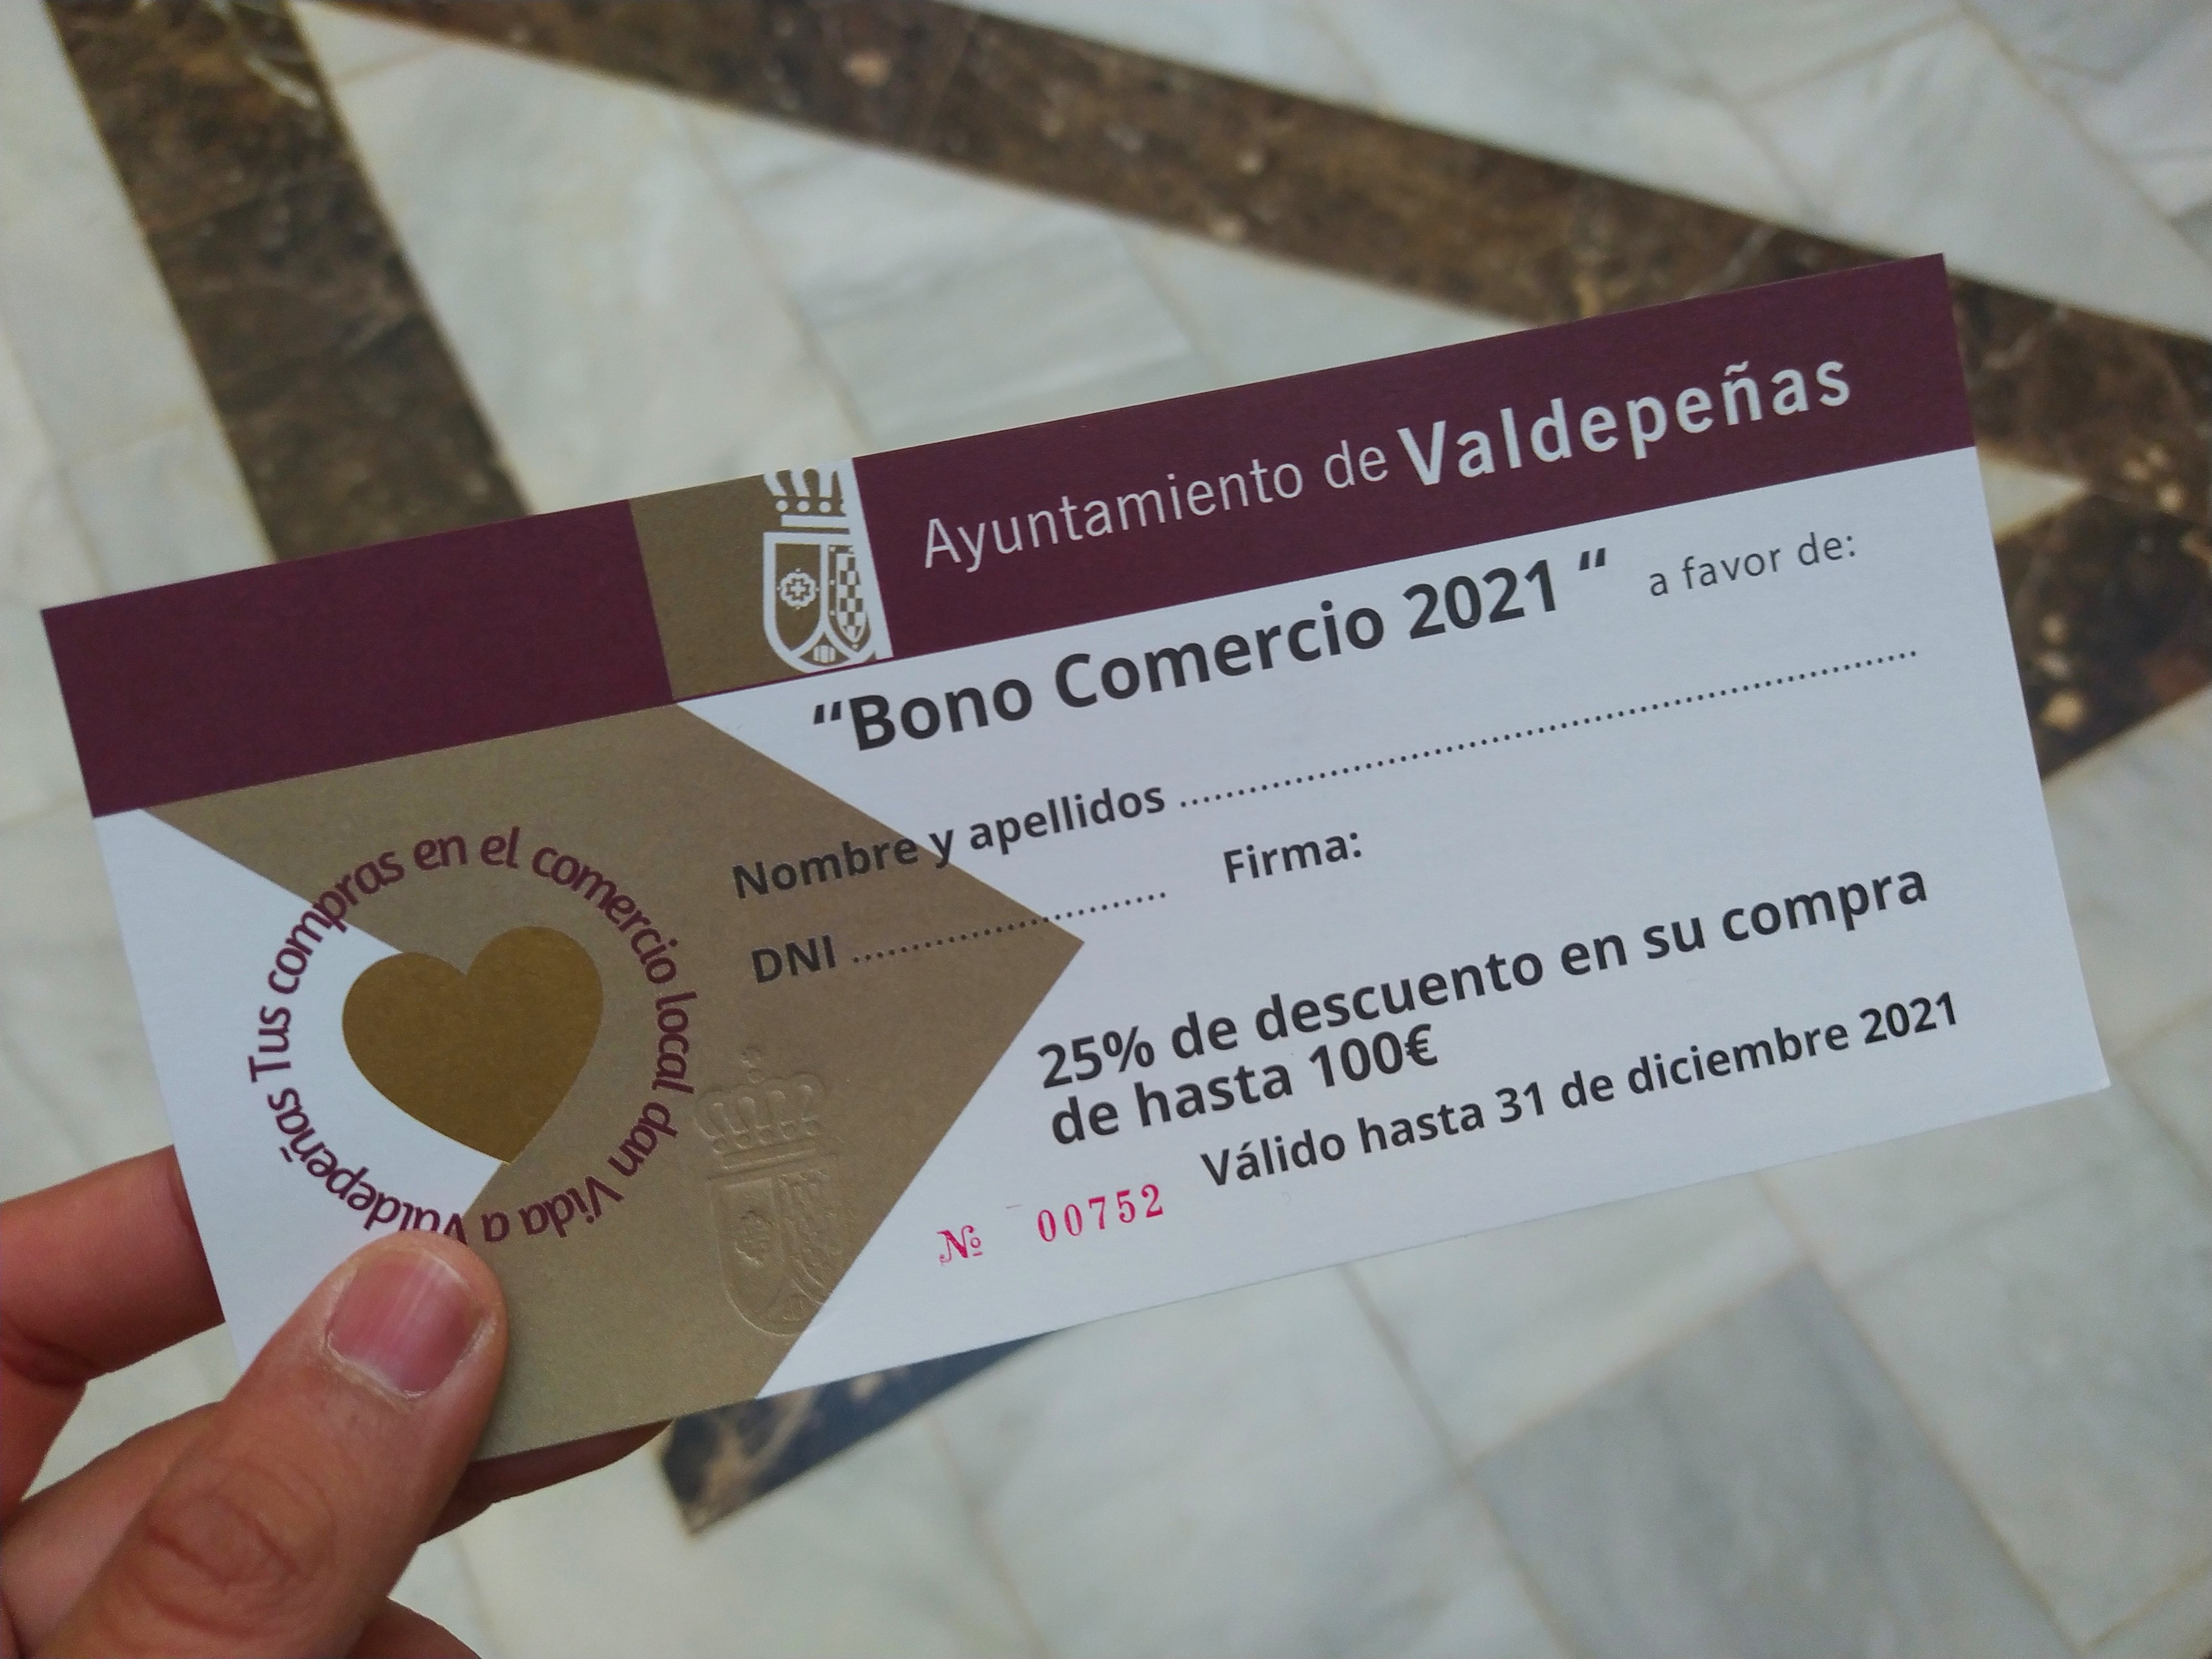 Ayuntamiento de Valdepeñas
“Bono Comercio 2021 “ a favor de:
Nombre y apellidos ........................................................................
DNI ................................ Firma:
25% de descuento en su compra
de hasta 100€
Válido hasta 31 de diciembre 2021
Nº 00752
Tus compras en el comercio local dan Vida a Valdepeñas